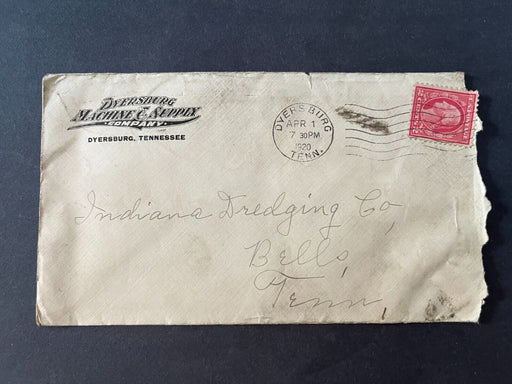 DYERSBURG
MACHINE & SUPPLY
COMPANY.
DYERSBURG, TENNESSEE
DYERSBURG
APR 1
7 30PM
1920
TENN.
Indiana Dredging Co,
Bells,
Tenn,